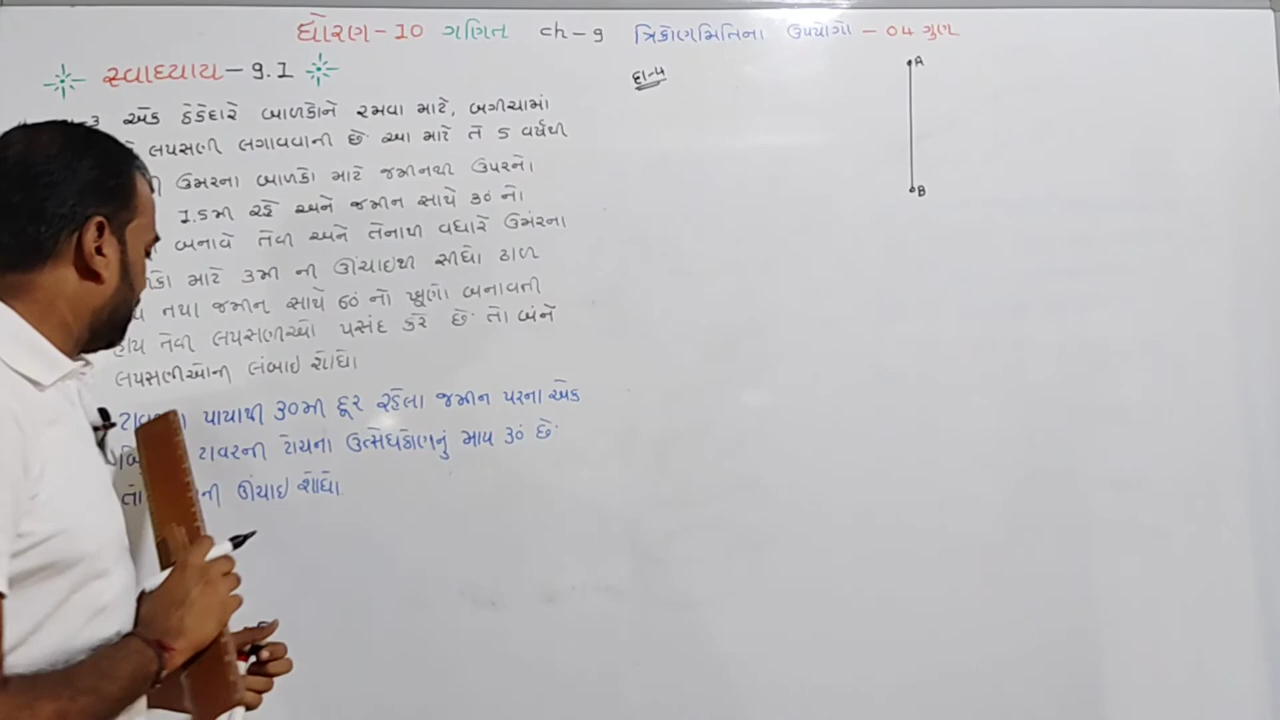 ધોરણ-10 ગણિત ch-9 ત્રિકોણમિતિના ઉપયોગો - 04 ગુણ
સ્વાધ્યાય-9.1
3 એક ઠેકેદારે બાળકોને રમવા માટે, બગીચામાં
લપસણી લગાવવાની છે આ માટે તે 5 વર્ષથી
ઉંમરના બાળકો માટે જમીનથી ઉપરનો
1.5મી રહે અને જમીન સાથે 30 નો
બનાવે તેવી અને તેનાથી વધારે ઉંમરના
માટે 3મી ની ઊંચાઇથી સીધો ઢાળ
તથા જમીન સાથે 60 નો ખૂણો બનાવતી
હોય તેવી લપસણીઓ પસંદ કરે છે તો બંને
લપસણીઓની લંબાઇ શોધો
પાયાથી 30મી દૂર રહેલા જમીન પરના એક
ટાવરની ટોચના ઉત્સેધકોણનું માપ 30 છે
તો ઊંચાઇ શોધો.
દા-4
A
B